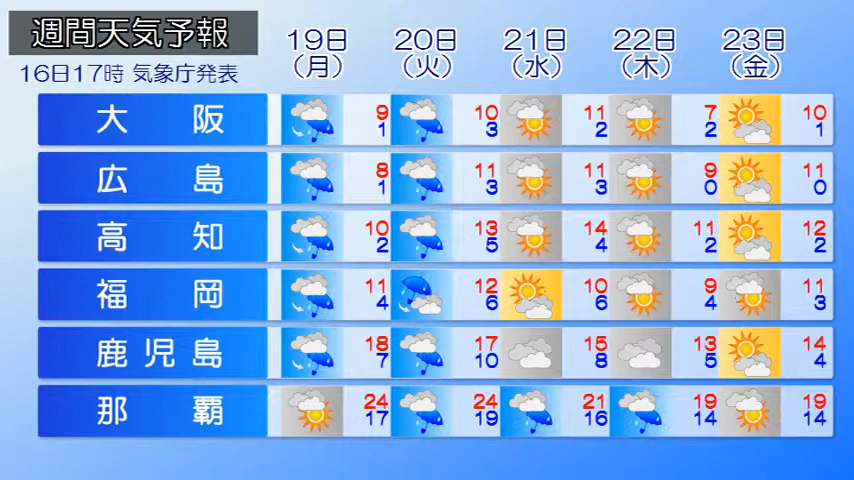 週間天気予報
16日17時 気象庁発表
19日 20日 21日 22日 23日
(月) (火) (水) (木) (金)
大阪 9 1 10 3 11 2 7 2 10 1
広島 8 1 11 3 11 3 9 0 11 0
高知 10 2 13 5 14 4 11 2 12 2
福岡 11 4 12 6 10 6 9 4 11 3
鹿児島 18 7 17 10 15 8 13 5 14 4
那覇 24 17 24 19 21 16 19 14 19 14